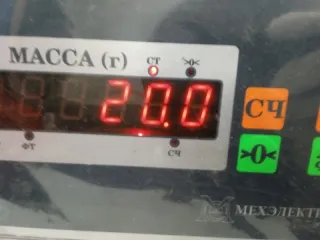 МАССА (г)
СТ >0<
20.0
ФТ СЧ
СЧ
>0<
МЕХЭЛЕКТ